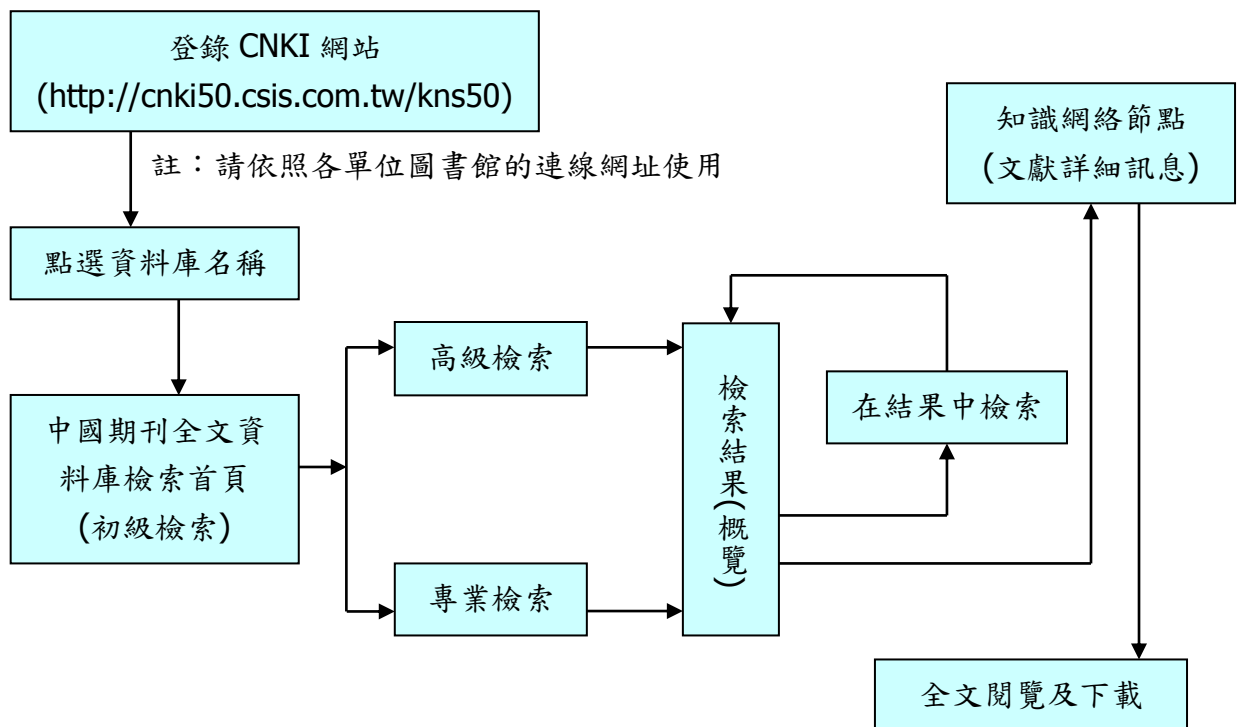 登錄 CNKI 網站
(http://cnki50.csis.com.tw/kns50)
註：請依照各單位圖書館的連線網址使用
點選資料庫名稱
中國期刊全文資
料庫檢索首頁
(初級檢索)
高級檢索
專業檢索
檢索結果(概覽)
在結果中檢索
知識網絡節點
(文獻詳細訊息)
全文閱覽及下載